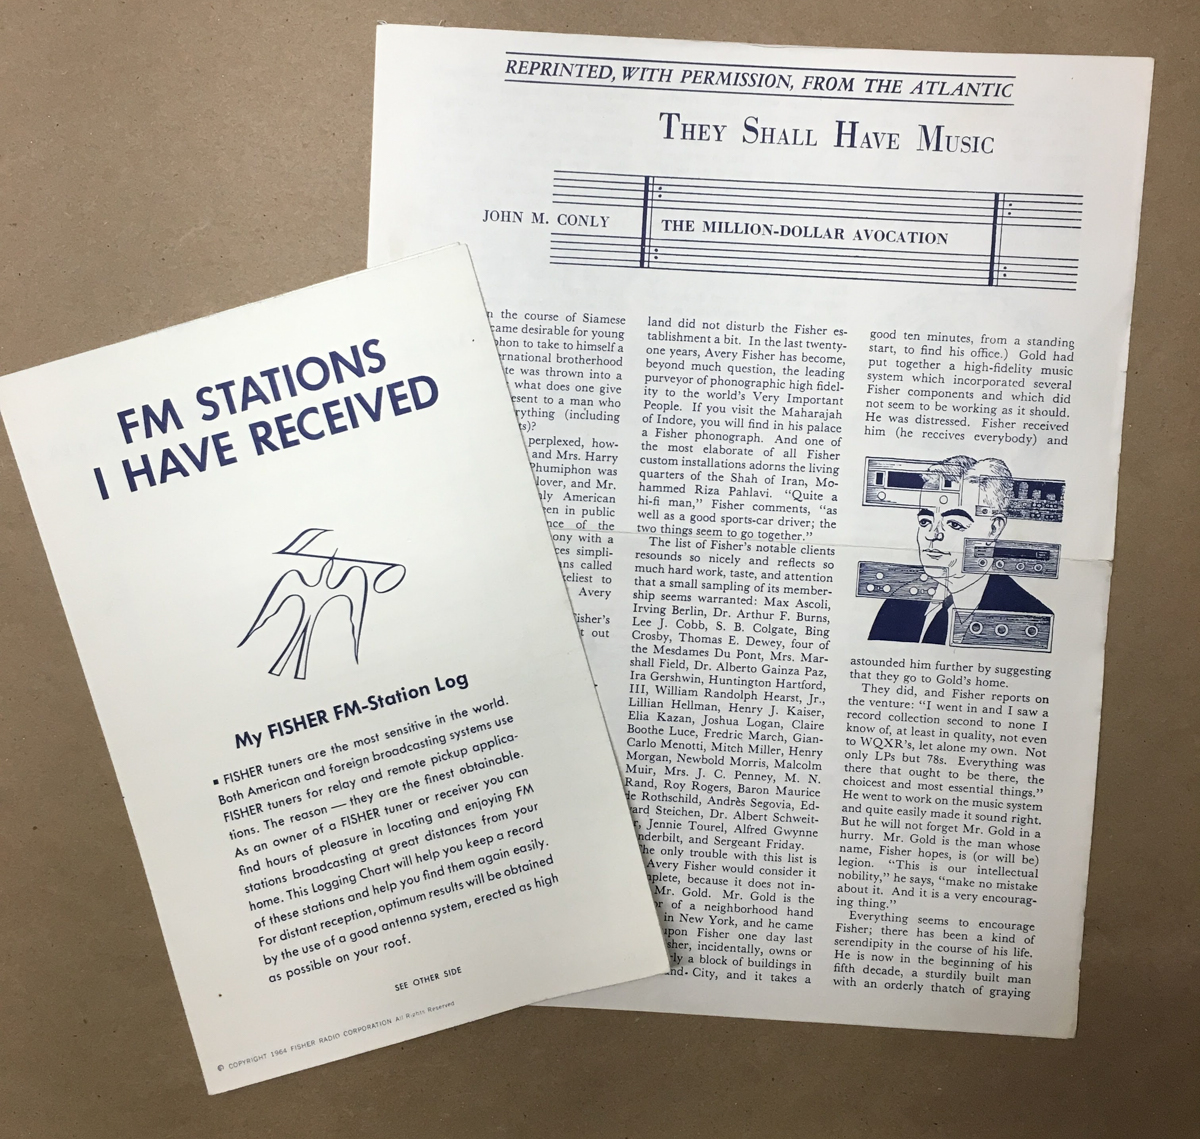 REPRINTED, WITH PERMISSION, FROM THE ATLANTIC
THEY SHALL HAVE MUSIC
JOHN M. CONLY
THE MILLION-DOLLAR AVOCATION
the course of Siamese
came desirable for young
to take to himself a
brotherhood
was thrown into a
what does one give
to a man who
(including
perplexed, how-
and Mrs. Harry
Phumiphon was
lover, and Mr.
American
in public
of the
with a
simpli-
called
to
Avery
out
land did not disturb the Fisher es-
tablishment a bit. In the last twenty-
one years, Avery Fisher has become,
beyond much question, the leading
purveyor of phonographic high fidel-
ity to the world's Very Important
People. If you visit the Maharajah
of Indore, you will find in his palace
a Fisher phonograph. And one of
the most elaborate of all Fisher
custom installations adorns the living
quarters of the Shah of Iran, Mo-
hammed Riza Pahlavi. "Quite a
hi-fi man," Fisher comments, "as
well as a good sports-car driver; the
two things seem to go together."
The list of Fisher's notable clients
resounds so nicely and reflects so
much hard work, taste, and attention
that a small sampling of its member-
ship seems warranted: Max Ascoli,
Irving Berlin, Dr. Arthur F. Burns,
Lee J. Cobb, S. B. Colgate, Bing
Crosby, Thomas E. Dewey, four of
the Mesdames Du Pont, Mrs. Mar-
shall Field, Dr. Alberto Gainza Paz,
Ira Gershwin, Huntington Hartford,
III, William Randolph Hearst, Jr.,
Lillian Hellman, Henry J. Kaiser,
Elia Kazan, Joshua Logan, Claire
Boothe Luce, Fredric March, Gian-
Carlo Menotti, Mitch Miller, Henry
Morgan, Newbold Morris, Malcolm
Muir, Mrs. J. C. Penney, M. N.
Rand, Roy Rogers, Baron Maurice
de Rothschild, Andrès Segovia, Ed-
ward Steichen, Dr. Albert Schweit-
Jennie Tourel, Alfred Gwynne
Vanderbilt, and Sergeant Friday.
The only trouble with this list is
Avery Fisher would consider it
because it does not in-
Mr. Gold. Mr. Gold is the
of a neighborhood hand
in New York, and he came
upon Fisher one day last
incidentally, owns or
a block of buildings in
City, and it takes a
good ten minutes, from a standing
start, to find his office.) Gold had
put together a high-fidelity music
system which incorporated several
Fisher components and which did
not seem to be working as it should.
He was distressed. Fisher received
him (he receives everybody) and
astounded him further by suggesting
that they go to Gold's home.
They did, and Fisher reports on
the venture: "I went in and I saw a
record collection second to none I
know of, at least in quality, not even
to WQXR's, let alone my own. Not
only LPs but 78s. Everything was
there that ought to be there, the
choicest and most essential things."
He went to work on the music system
and quite easily made it sound right.
But he will not forget Mr. Gold in a
hurry. Mr. Gold is the man whose
name, Fisher hopes, is (or will be)
legion. "This is our intellectual
nobility," he says, "make no mistake
about it. And it is a very encourag-
ing thing."
Everything seems to encourage
Fisher; there has been a kind of
serendipity in the course of his life.
He is now in the beginning of his
fifth decade, a sturdily built man
with an orderly thatch of graying
FM STATIONS
I HAVE RECEIVED
My FISHER FM-Station Log
▪ FISHER tuners are the most sensitive in the world.
Both American and foreign broadcasting systems use
FISHER tuners for relay and remote pickup applica-
tions. The reason — they are the finest obtainable.
As an owner of a FISHER tuner or receiver you can
find hours of pleasure in locating and enjoying FM
stations broadcasting at great distances from your
home. This Logging Chart will help you keep a record
of these stations and help you find them again easily.
For distant reception, optimum results will be obtained
by the use of a good antenna system, erected as high
as possible on your roof.
SEE OTHER SIDE
© COPYRIGHT 1964 FISHER RADIO CORPORATION All Rights Reserved